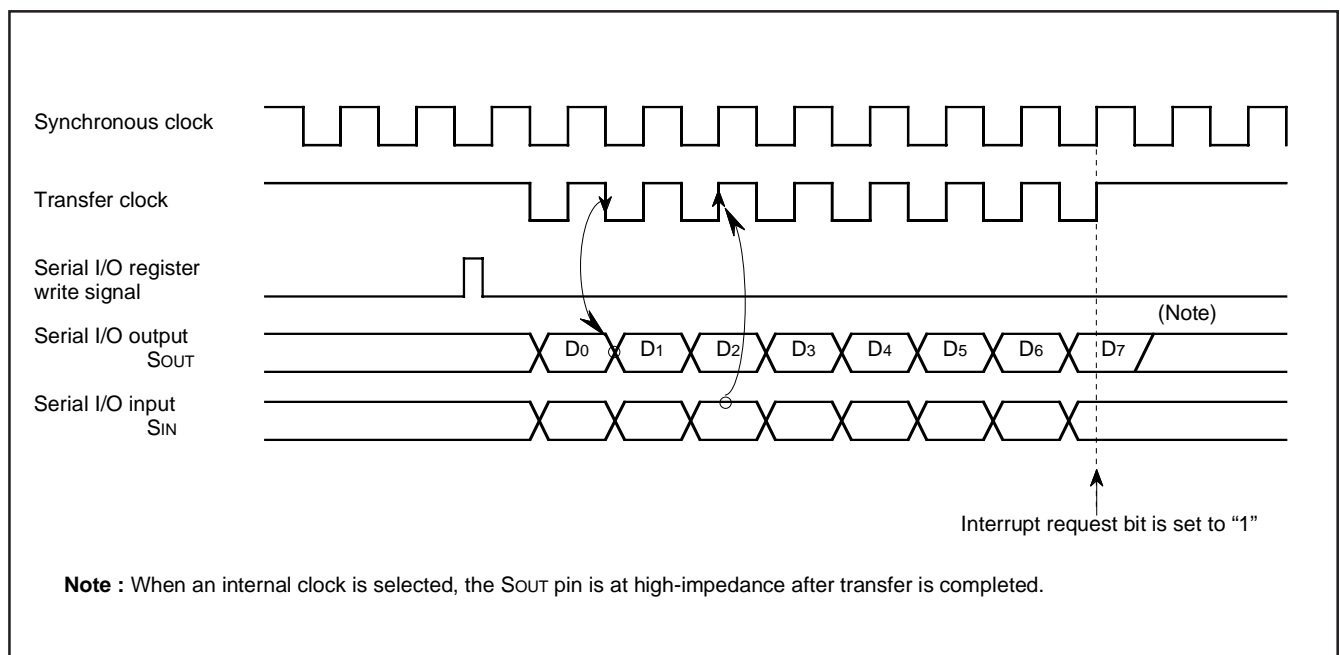 Synchronous clock
Transfer clock
Serial I/O register
write signal
(Note)
Serial I/O output
SOUT
D0 D1 D2 D3 D4 D5 D6 D7
Serial I/O input
SIN
Interrupt request bit is set to “1”
Note : When an internal clock is selected, the SOUT pin is at high-impedance after transfer is completed.